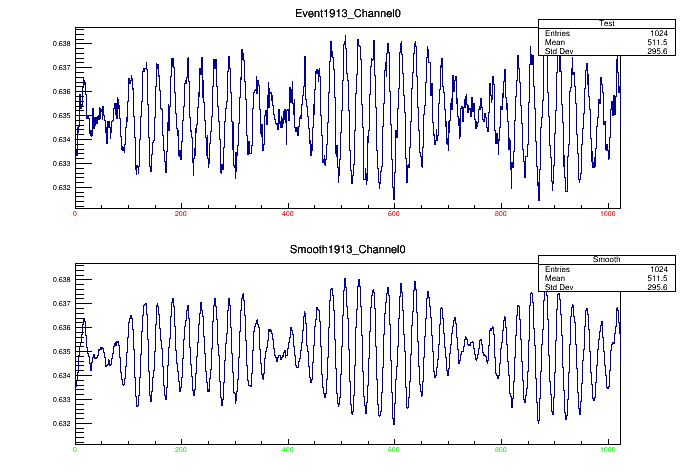 Event1913_Channel0
Test
Entries 1024
Mean 511.5
Std Dev 295.6
0.638
0.637
0.636
0.635
0.634
0.633
0.632
0 200 400 600 800 1000
Smooth1913_Channel0
Smooth
Entries 1024
Mean 511.5
Std Dev 295.6
0.638
0.637
0.636
0.635
0.634
0.633
0.632
0 200 400 600 800 1000